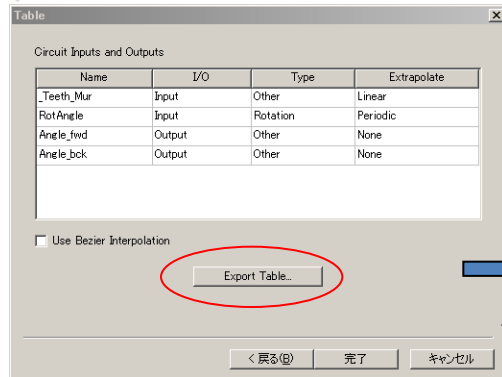 Table
Circuit Inputs and Outputs
Name I/O Type Extrapolate
_Teeth_Mur Input Other Linear
RotAngle Input Rotation Periodic
Angle_fwd Output Other None
Angle_bck Output Other None
Use Bezier Interpolation
Export Table...
< 戻る(B) 完了 キャンセル